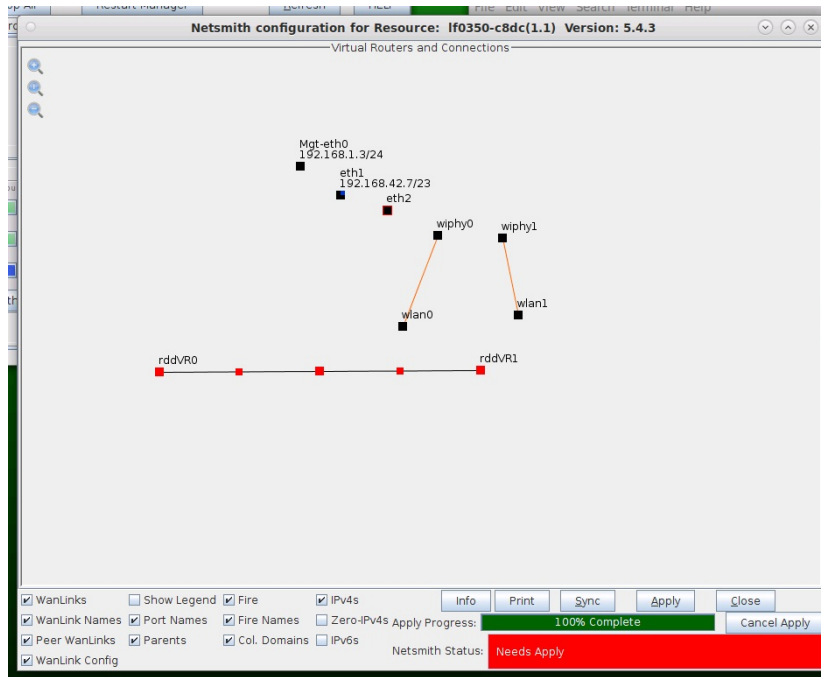 Restart Manager
Refresh
HELP
File Edit View Search Terminal Help
Netsmith configuration for Resource: lf0350-c8dc(1.1) Version: 5.4.3
Virtual Routers and Connections
Mgt-eth0
192.168.1.3/24
eth1
192.168.42.7/23
eth2
wiphy0
wiphy1
wlan1
wlan0
rddVR0
rddVR1
WanLinks
Show Legend
Fire
IPv4s
Info
Print
Sync
Apply
Close
WanLink Names
Port Names
Fire Names
Zero-IPv4s
Apply Progress:
100% Complete
Cancel Apply
Peer WanLinks
Parents
Col. Domains
IPv6s
Netsmith Status:
Needs Apply
WanLink Config